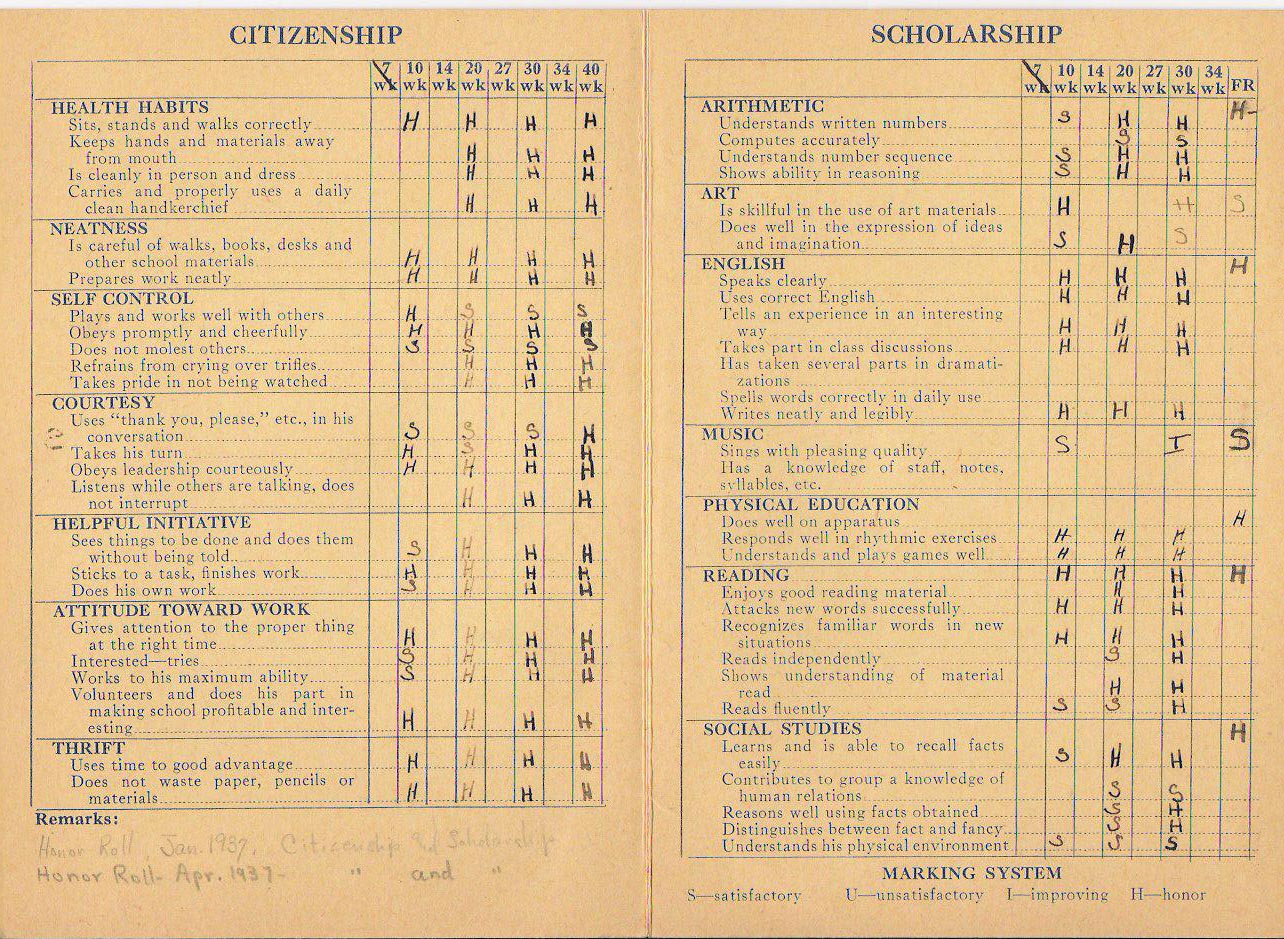 CITIZENSHIP
7 wk 10 wk 14 wk 20 wk 27 wk 30 wk 34 wk 40 wk
HEALTH HABITS
Sits, stands and walks correctly H H H H
Keeps hands and materials away
from mouth H H H
Is cleanly in person and dress H H H
Carries and properly uses a daily
clean handkerchief H H H
NEATNESS
Is careful of walks, books, desks and
other school materials H H H H
Prepares work neatly H H H H
SELF CONTROL
Plays and works well with others H S S S
Obeys promptly and cheerfully H H H H
Does not molest others S S S S
Refrains from crying over trifles H H H
Takes pride in not being watched H H H
COURTESY
Uses “thank you, please,” etc., in his
conversation S S S H
Takes his turn H S H H
Obeys leadership courteously H H H H
Listens while others are talking, does
not interrupt H H H
HELPFUL INITIATIVE
Sees things to be done and does them
without being told S H H H
Sticks to a task, finishes work H H H H
Does his own work S H H H
ATTITUDE TOWARD WORK
Gives attention to the proper thing
at the right time H H H H
Interested—tries S H H H
Works to his maximum ability S H H H
Volunteers and does his part in
making school profitable and inter-
esting H H H H
THRIFT
Uses time to good advantage H H H H
Does not waste paper, pencils or
materials H H H H
Remarks:
Honor Roll, Jan. 1937, Citizenship Scholarship
Honor Roll- Apr. 1937- " and "
SCHOLARSHIP
7 wk 10 wk 14 wk 20 wk 27 wk 30 wk 34 wk FR
ARITHMETIC H-
Understands written numbers S H H
Computes accurately S S
Understands number sequence S H H
Shows ability in reasoning S H H
ART
Is skillful in the use of art materials H H S
Does well in the expression of ideas
and imagination S H S
ENGLISH H
Speaks clearly H H H
Uses correct English H H H
Tells an experience in an interesting
way H H H
Takes part in class discussions H H H
Has taken several parts in dramati-
zations
Spells words correctly in daily use
Writes neatly and legibly H H H
MUSIC
Sings with pleasing quality S I S
Has a knowledge of staff, notes,
syllables, etc.
PHYSICAL EDUCATION
Does well on apparatus H
Responds well in rhythmic exercises H H H
Understands and plays games well H H H
READING H H H H
Enjoys good reading material H H
Attacks new words successfully H H H
Recognizes familiar words in new
situations H H H
Reads independently S H
Shows understanding of material
read H H
Reads fluently S S H
SOCIAL STUDIES H
Learns and is able to recall facts
easily S H H
Contributes to group a knowledge of
human relations S S
Reasons well using facts obtained S H
Distinguishes between fact and fancy S H
Understands his physical environment S S S
MARKING SYSTEM
S—satisfactory U—unsatisfactory I—improving H—honor